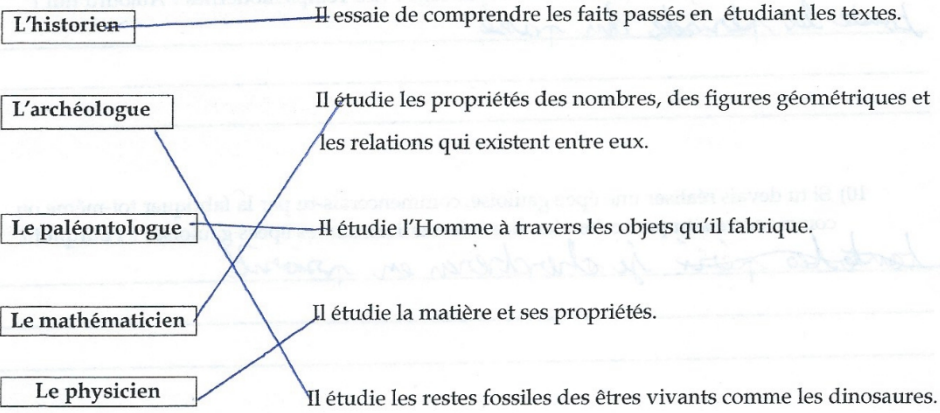 L'historien
Il essaie de comprendre les faits passés en étudiant les textes.
L'archéologue
Il étudie les propriétés des nombres, des figures géométriques et
les relations qui existent entre eux.
Le paléontologue
Il étudie l'Homme à travers les objets qu'il fabrique.
Le mathématicien
Il étudie la matière et ses propriétés.
Le physicien
Il étudie les restes fossiles des êtres vivants comme les dinosaures.